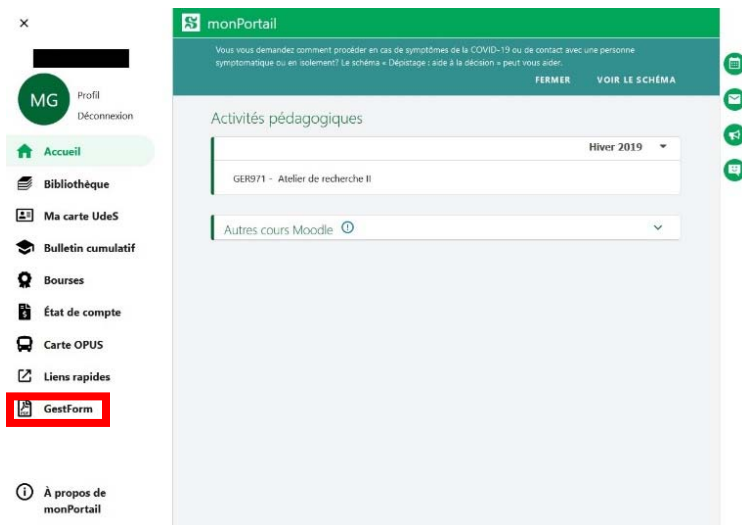 monPortail
Vous vous demandez comment procéder en cas de symptômes de la COVID-19 ou de contact avec une personne
symptomatique ou en isolement? Le schéma « Dépistage : aide à la décision » peut vous aider.
FERMER VOIR LE SCHÉMA
MG
Profil
Déconnexion
Accueil
Bibliothèque
Ma carte UdeS
Bulletin cumulatif
Bourses
État de compte
Carte OPUS
Liens rapides
GestForm
À propos de
monPortail
Activités pédagogiques
Hiver 2019
GER971 - Atelier de recherche II
Autres cours Moodle